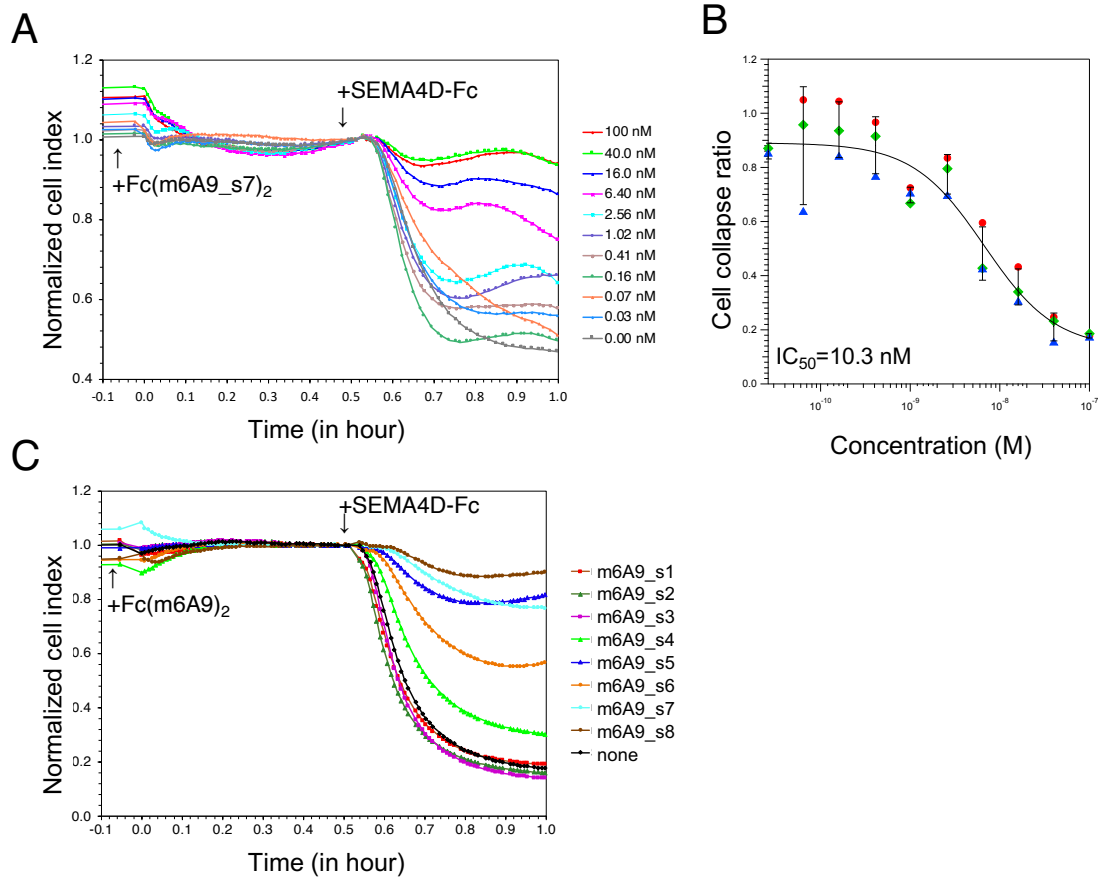 A
Normalized cell index
1.2
1.0
0.8
0.6
0.4
+SEMA4D-Fc
↓
↑
+Fc(m6A9_s7)2
-0.1 0.0 0.1 0.2 0.3 0.4 0.5 0.6 0.7 0.8 0.9 1.0
Time (in hour)
100 nM
40.0 nM
16.0 nM
6.40 nM
2.56 nM
1.02 nM
0.41 nM
0.16 nM
0.07 nM
0.03 nM
0.00 nM
B
Cell collapse ratio
1.2
1.0
0.8
0.6
0.4
0.2
0.0
IC50=10.3 nM
10-10 10-9 10-8 10-7
Concentration (M)
C
Normalized cell index
1.2
1.0
0.8
0.6
0.4
0.2
0.0
+SEMA4D-Fc
↓
↑
+Fc(m6A9)2
-0.1 0.0 0.1 0.2 0.3 0.4 0.5 0.6 0.7 0.8 0.9 1.0
Time (in hour)
m6A9_s1
m6A9_s2
m6A9_s3
m6A9_s4
m6A9_s5
m6A9_s6
m6A9_s7
m6A9_s8
none